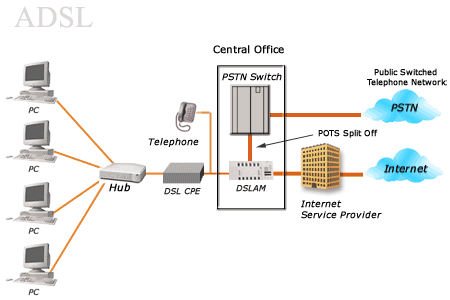 ADSL
Central Office
PSTN Switch
Public Switched
Telephone Network:
PSTN
PC
Telephone
POTS Split Off
PC
Hub
DSL CPE
DSLAM
Internet
Internet
Service Provider
PC
PC